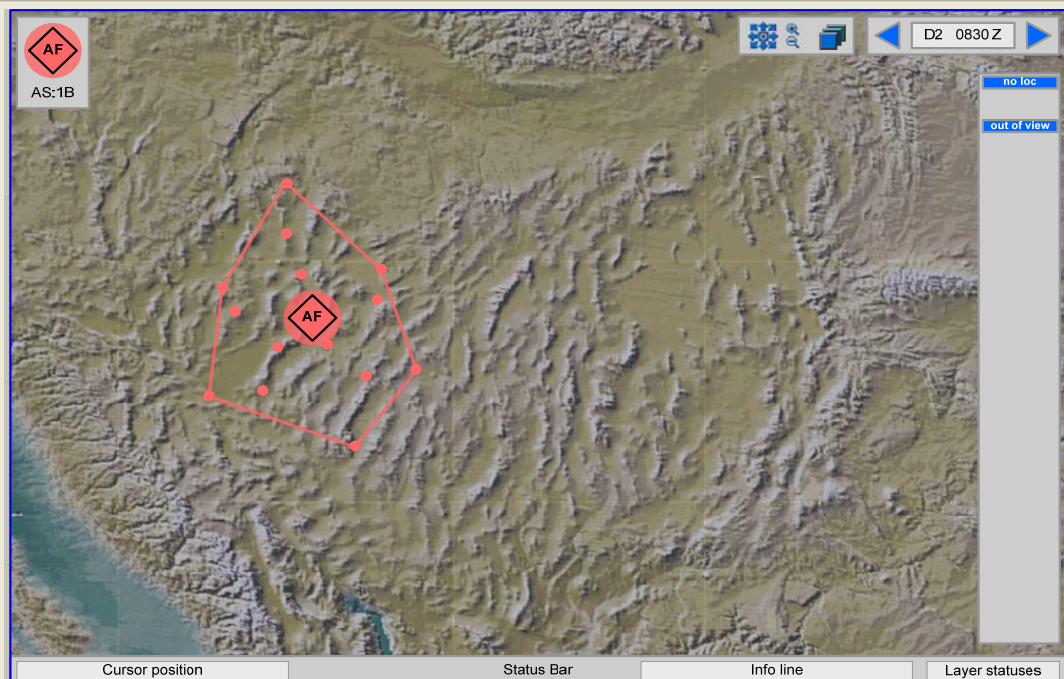 AF
AS:1B
D2 0830 Z
no loc
out of view
AF
Cursor position
Status Bar
Info line
Layer statuses